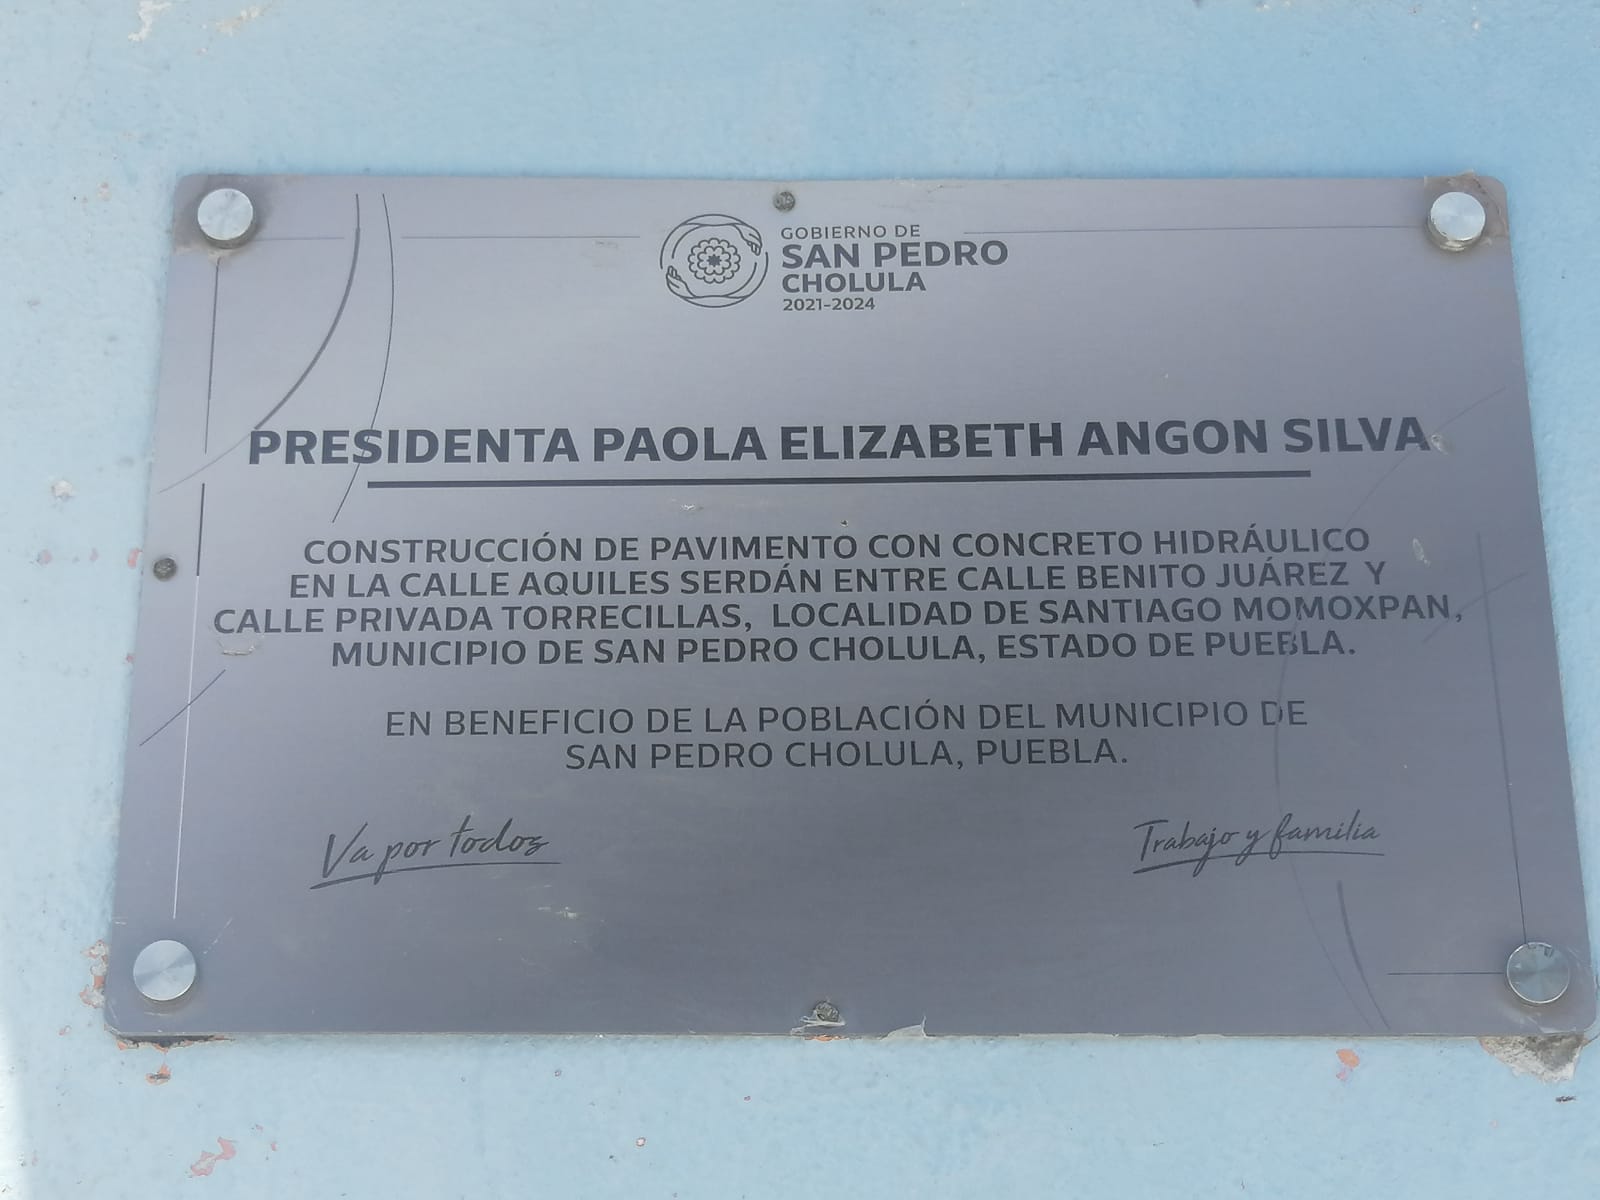 GOBIERNO DE
SAN PEDRO
CHOLULA
2021-2024
PRESIDENTA PAOLA ELIZABETH ANGON SILVA
CONSTRUCCIÓN DE PAVIMENTO CON CONCRETO HIDRÁULICO
EN LA CALLE AQUILES SERDÁN ENTRE CALLE BENITO JUÁREZ Y
CALLE PRIVADA TORRECILLAS, LOCALIDAD DE SANTIAGO MOMOXPAN,
MUNICIPIO DE SAN PEDRO CHOLULA, ESTADO DE PUEBLA.
EN BENEFICIO DE LA POBLACIÓN DEL MUNICIPIO DE
SAN PEDRO CHOLULA, PUEBLA.
Va por todos
Trabajo y familia